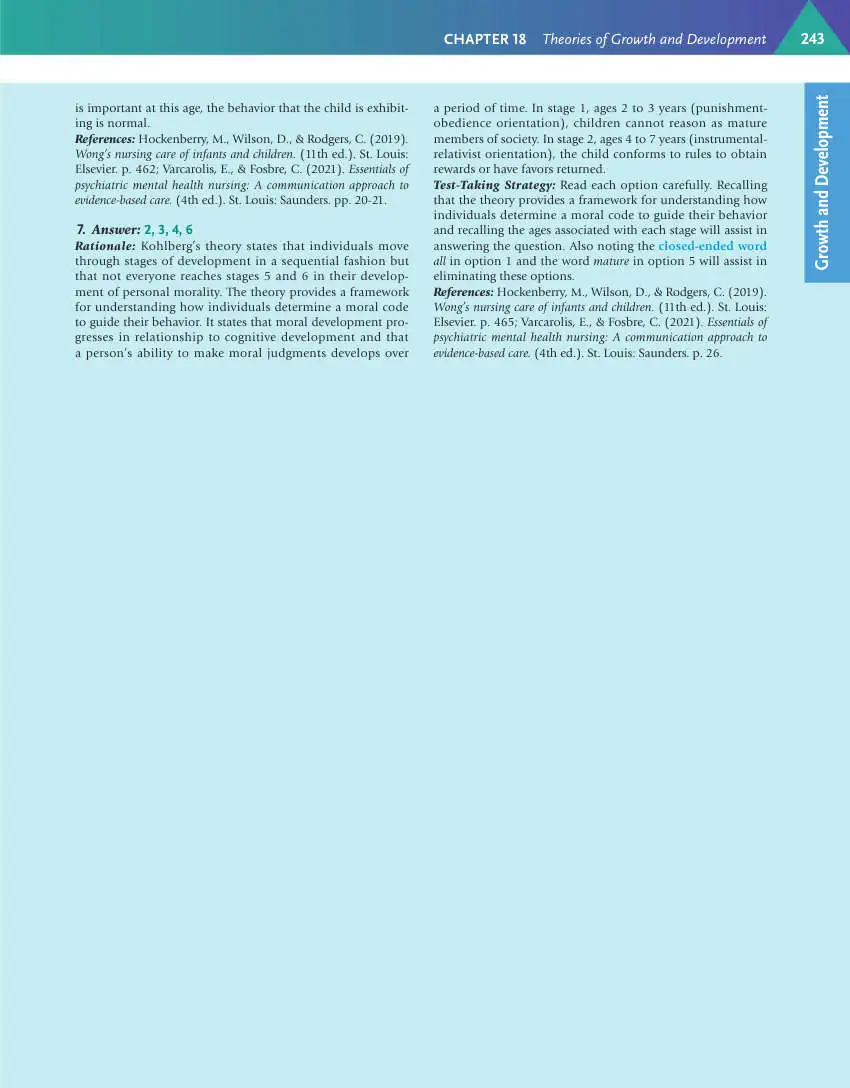 CHAPTER 18 Theories of Growth and Development 243
is important at this age, the behavior that the child is exhibit-
ing is normal.
References: Hockenberry, M., Wilson, D., & Rodgers, C. (2019).
Wong's nursing care of infants and children. (11th ed.). St. Louis:
Elsevier. p. 462; Varcarolis, E., & Fosbre, C. (2021). Essentials of
psychiatric mental health nursing: A communication approach to
evidence-based care. (4th ed.). St. Louis: Saunders. pp. 20-21.
7. Answer: 2, 3, 4, 6
Rationale: Kohlberg's theory states that individuals move
through stages of development in a sequential fashion but
that not everyone reaches stages 5 and 6 in their develop-
ment of personal morality. The theory provides a framework
for understanding how individuals determine a moral code
to guide their behavior. It states that moral development pro-
gresses in relationship to cognitive development and that
a person's ability to make moral judgments develops over
a period of time. In stage 1, ages 2 to 3 years (punishment-
obedience orientation), children cannot reason as mature
members of society. In stage 2, ages 4 to 7 years (instrumental-
relativist orientation), the child conforms to rules to obtain
rewards or have favors returned.
Test-Taking Strategy: Read each option carefully. Recalling
that the theory provides a framework for understanding how
individuals determine a moral code to guide their behavior
and recalling the ages associated with each stage will assist in
answering the question. Also noting the closed-ended word
all in option 1 and the word mature in option 5 will assist in
eliminating these options.
References: Hockenberry, M., Wilson, D., & Rodgers, C. (2019).
Wong's nursing care of infants and children. (11th ed.). St. Louis:
Elsevier. p. 465; Varcarolis, E., & Fosbre, C. (2021). Essentials of
psychiatric mental health nursing: A communication approach to
evidence-based care. (4th ed.). St. Louis: Saunders. p. 26.
Growth and Development